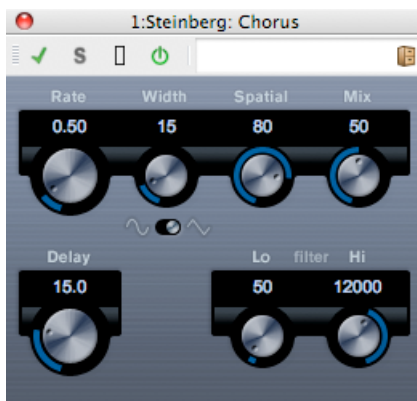 1:Steinberg: Chorus
S
Rate Width Spatial Mix
0.50 15 80 50
Delay Lo filter Hi
15.0 50 12000